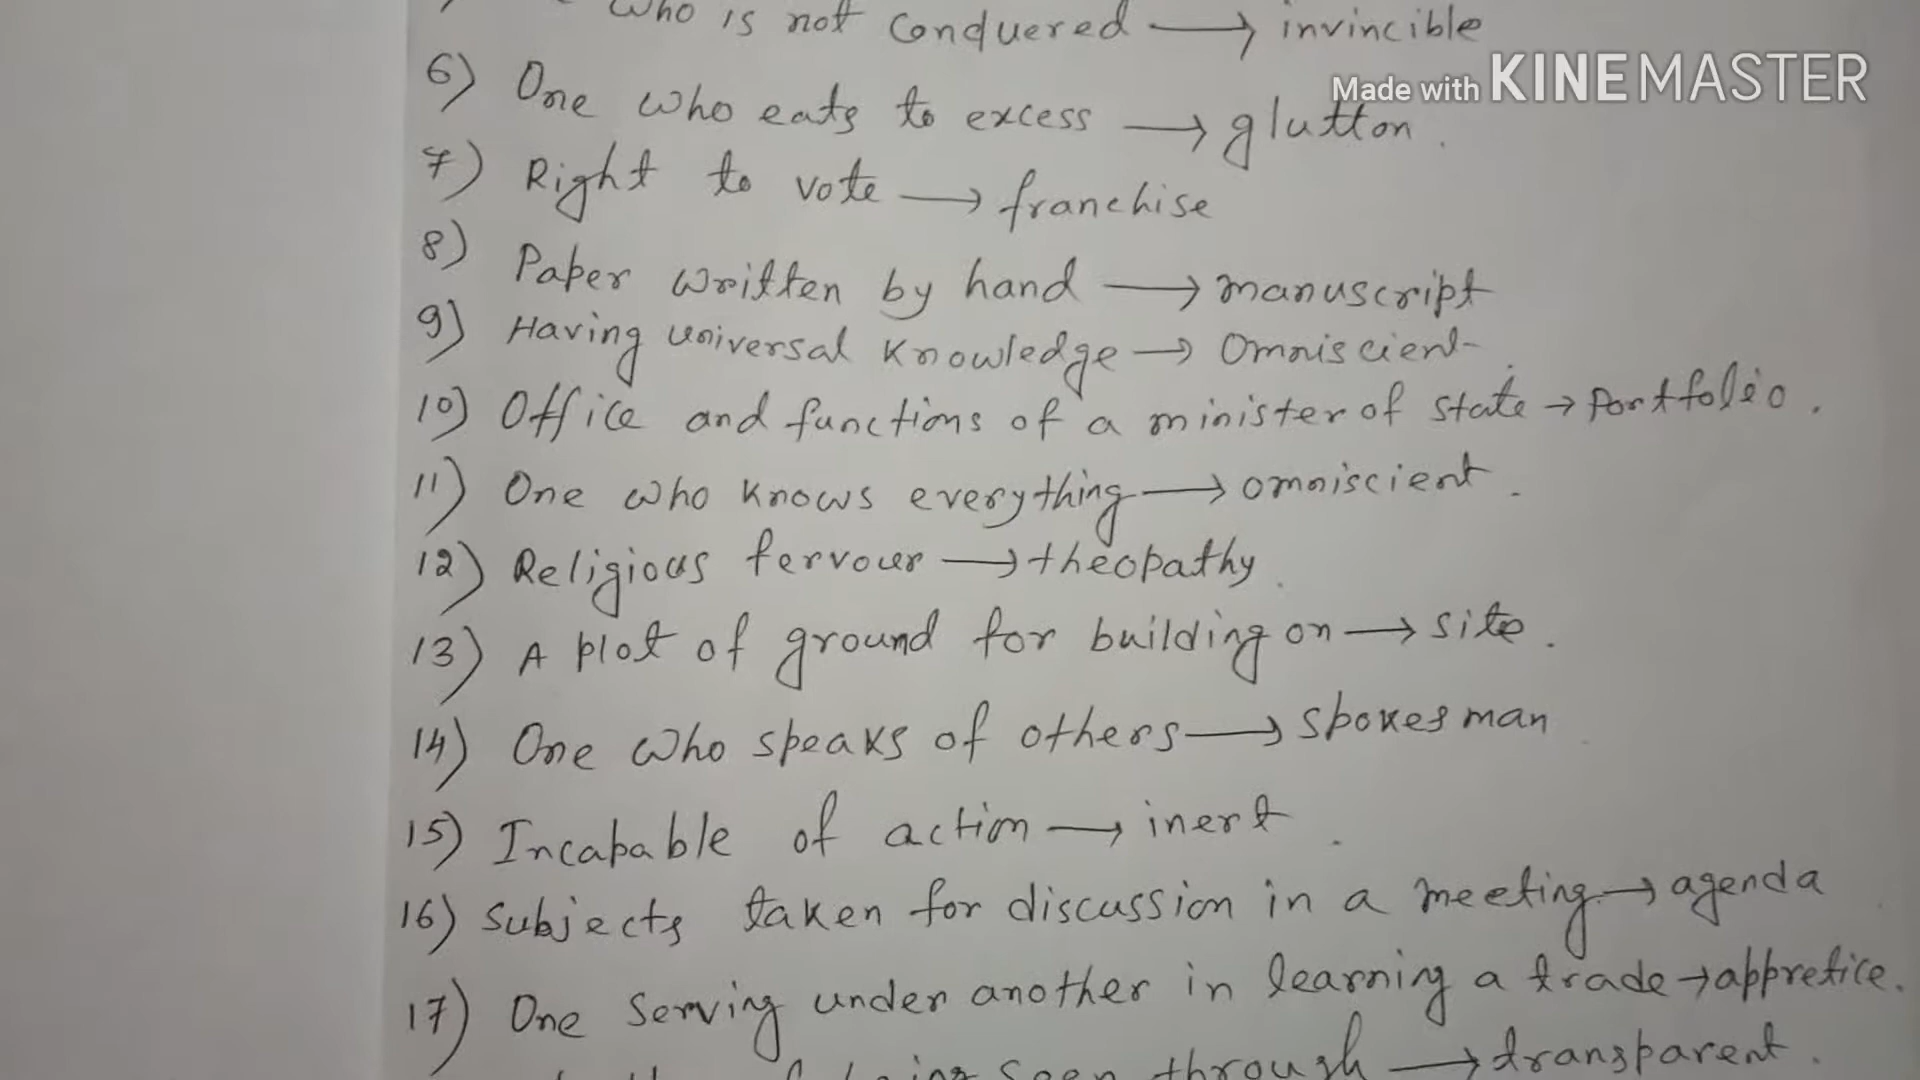 who is not conquered → invincible
Made with KINEMASTER
6) One who eats to excess → glutton.
7) Right to vote → franchise
8) Paper written by hand → manuscript
9) Having universal knowledge → Omniscient
10) Office and functions of a minister of state → Portfolio.
11) One who knows everything → omniscient.
12) Religious fervour → theopathy
13) A plot of ground for building on → site.
14) One who speaks of others → spokesman
15) Incapable of action → inert
16) Subjects taken for discussion in a meeting → agenda
17) One serving under another in learning a trade → appretice.
seen through → transparent.